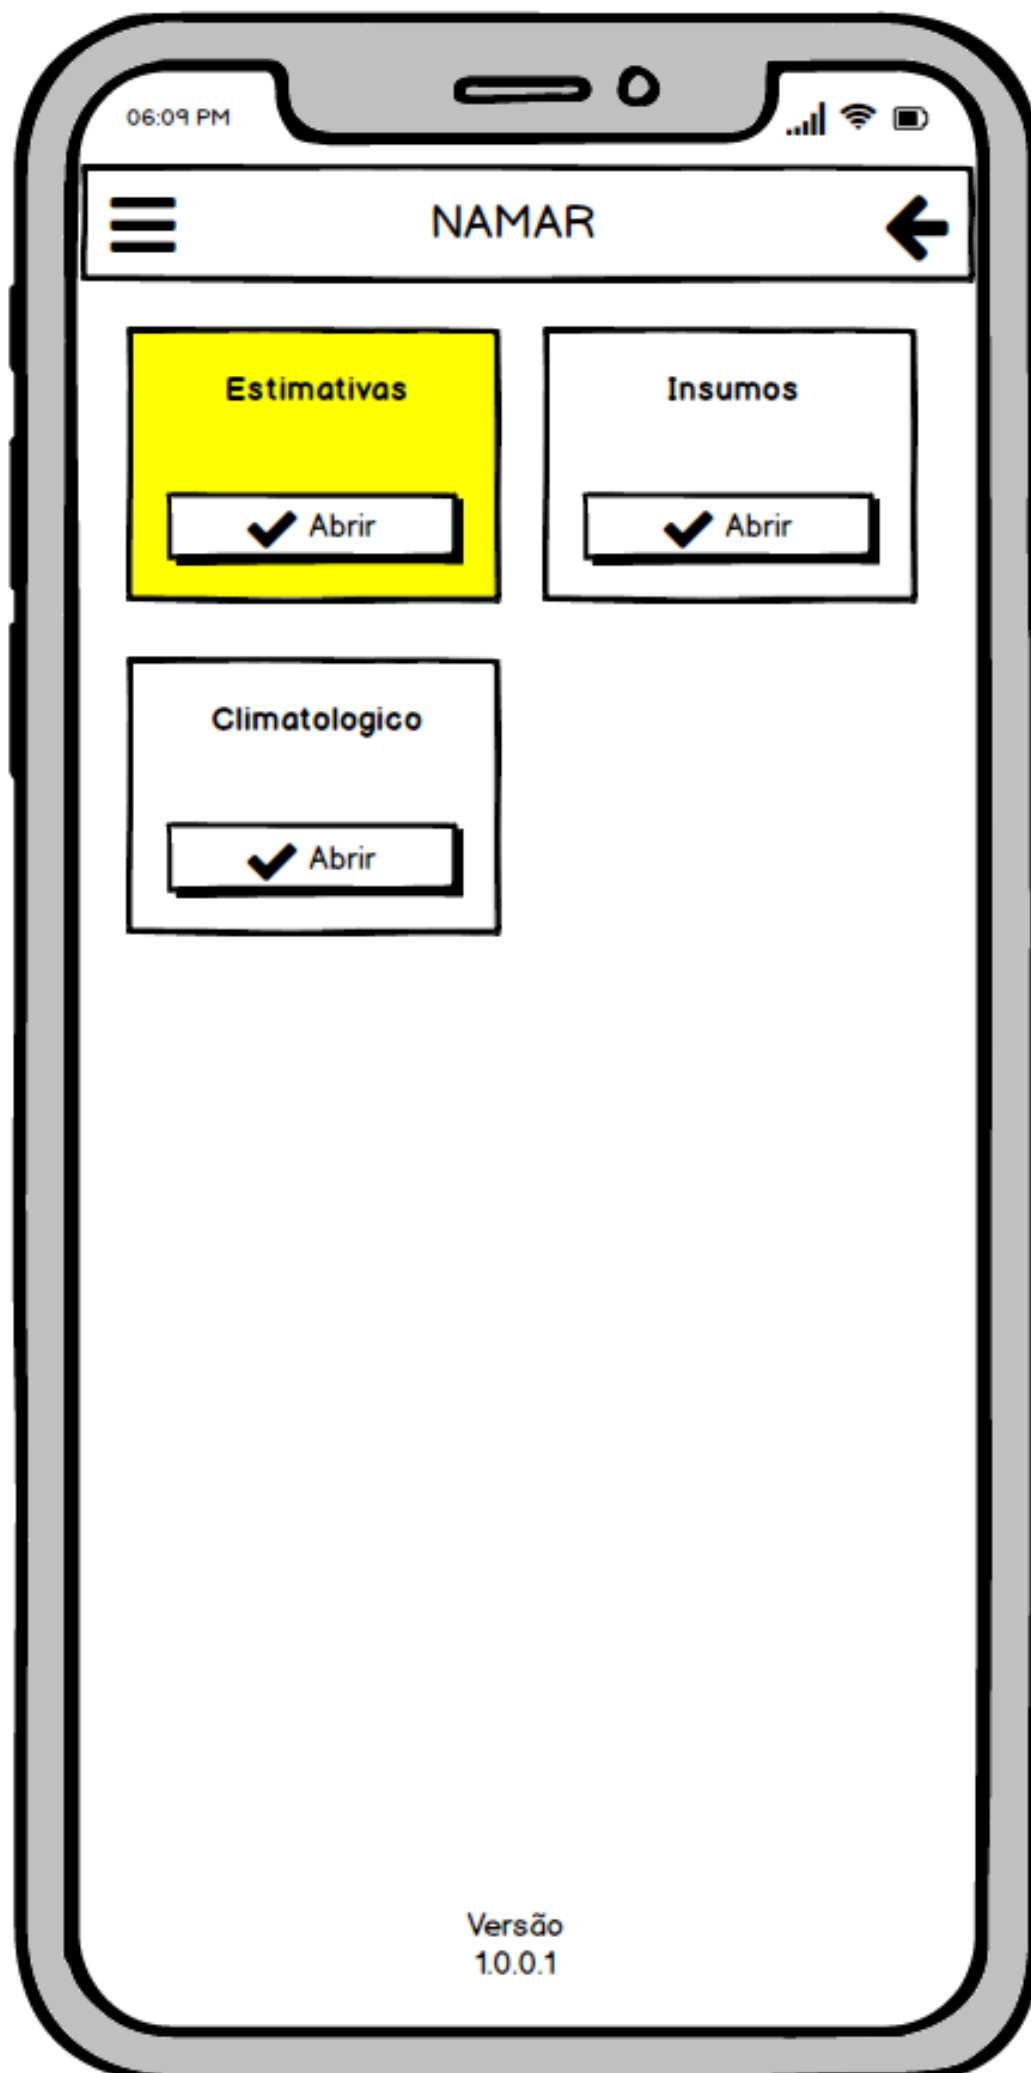 06:09 PM
NAMAR
Estimativas
Abrir
Insumos
Abrir
Climatologico
Abrir
Versão
1.0.0.1